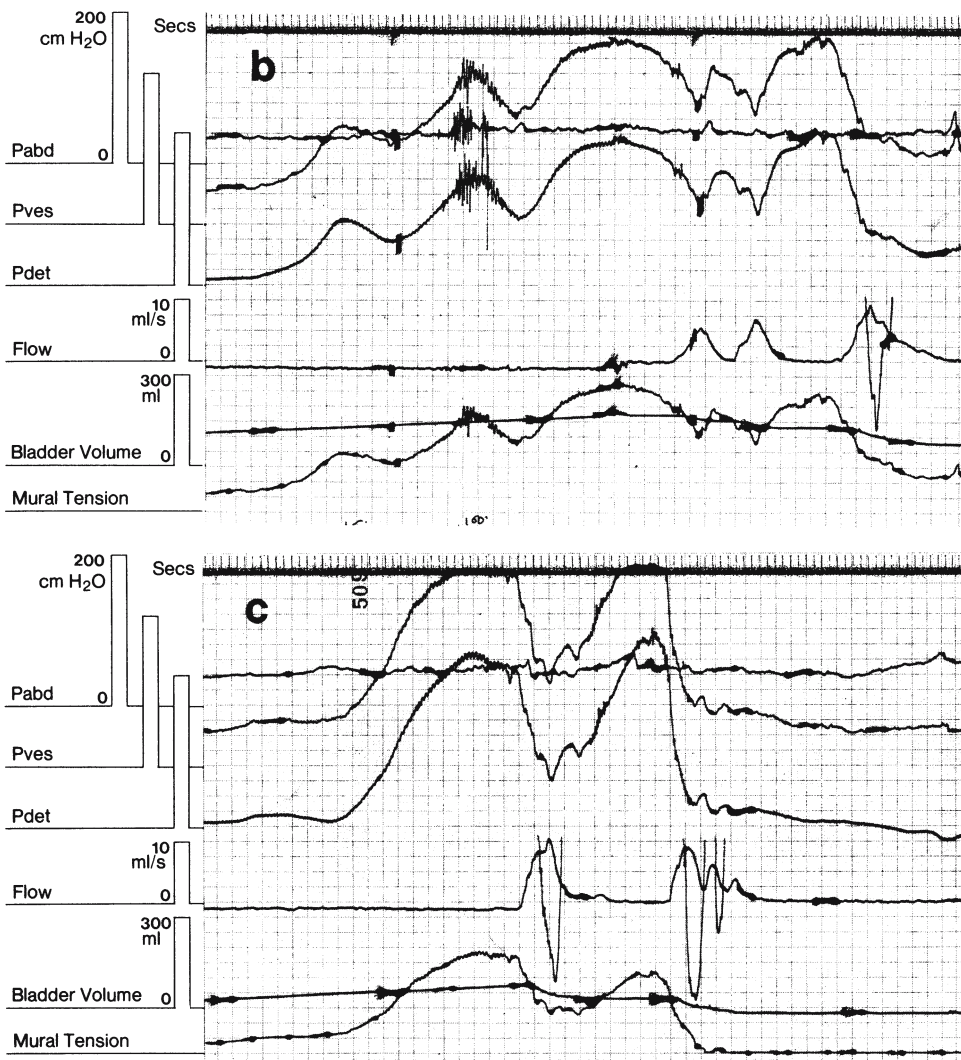 200
cm H₂O
Secs
b
Pabd
0
Pves
Pdet
10
ml/s
Flow
0
300
ml
Bladder Volume
0
Mural Tension
200
cm H₂O
Secs
c
509
Pabd
0
Pves
Pdet
10
ml/s
Flow
0
300
ml
Bladder Volume
0
Mural Tension